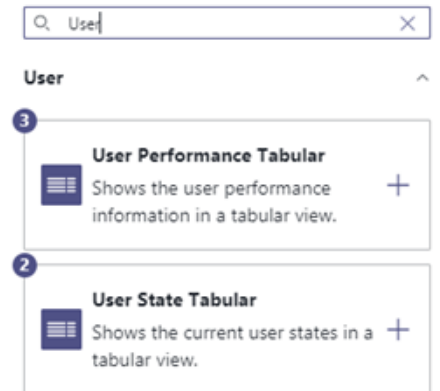 User
User
3
User Performance Tabular
Shows the user performance
information in a tabular view.
2
User State Tabular
Shows the current user states in a
tabular view.